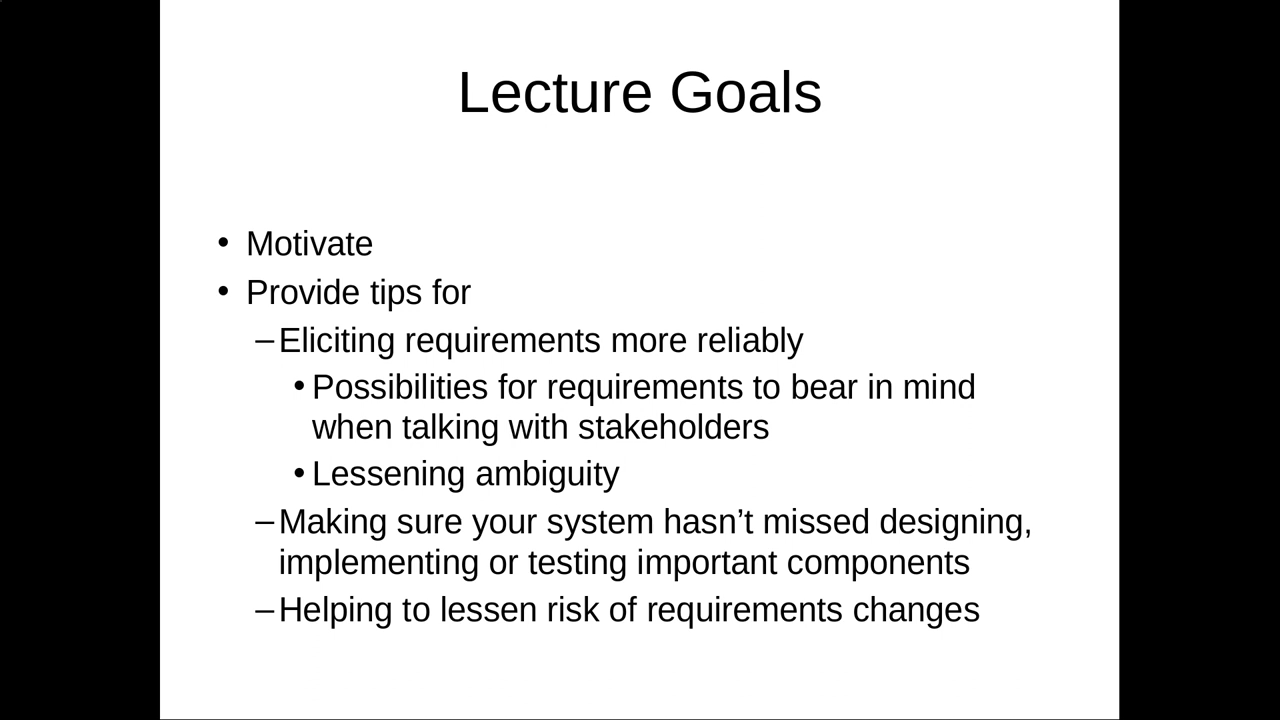 Lecture Goals
• Motivate
• Provide tips for
–Eliciting requirements more reliably
•Possibilities for requirements to bear in mind
when talking with stakeholders
•Lessening ambiguity
–Making sure your system hasn’t missed designing,
implementing or testing important components
–Helping to lessen risk of requirements changes